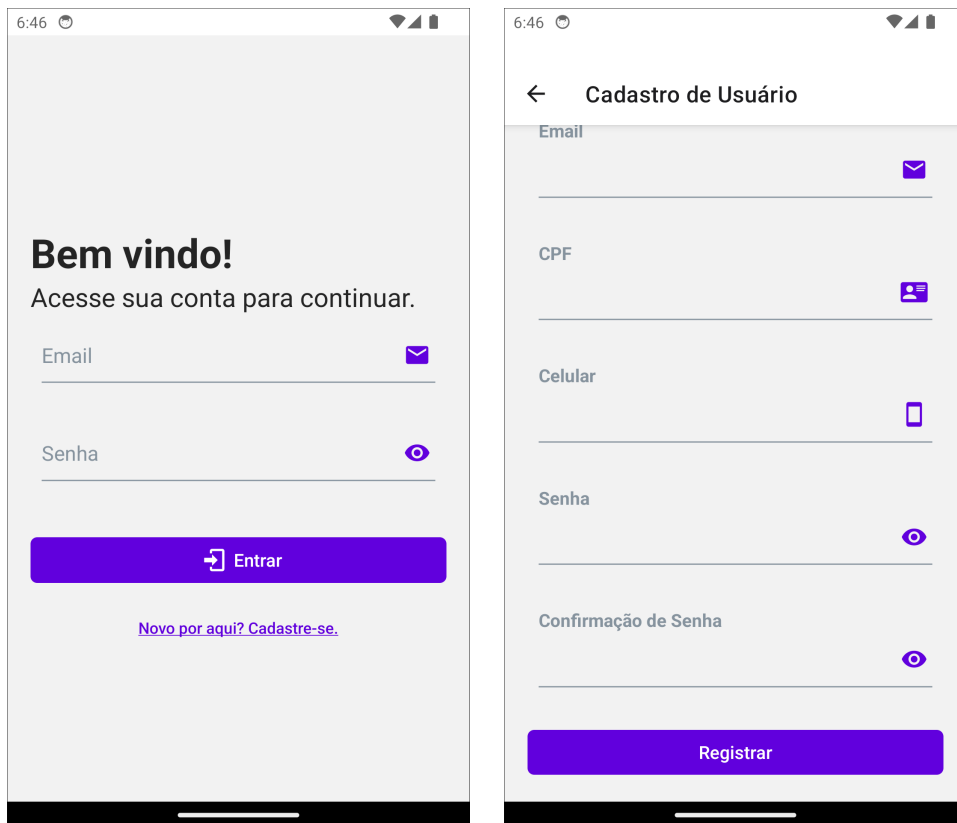 6:46
Bem vindo!
Acesse sua conta para continuar.
Email
Senha
Entrar
Novo por aqui? Cadastre-se.
6:46
Cadastro de Usuário
Email
CPF
Celular
Senha
Confirmação de Senha
Registrar